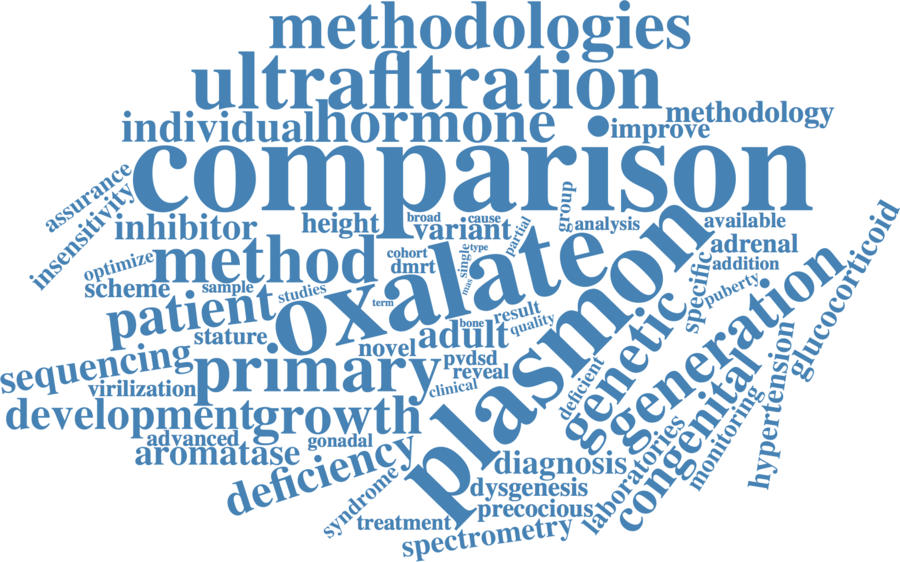 methodologies
ultrafltration
methodology
individual
hormone
improve
comparison
assurance
insensitivity
inhibitor
height
broad
cause
variant
partial
group
analysis
available
adrenal
addition
optimize
method
cohort
dmrt
single
type
mas
oxalate
plasmon
specific
puberty
glucocorticoid
scheme
sample
studies
term
patient
stature
result
quality
bone
adult
novel
pvdsd
reveal
clinical
genetic
generation
hypertension
sequencing
virilization
primary
deficient
congenital
monitoring
laboratories
development
growth
advanced
gonadal
aromatase
deficiency
diagnosis
dysgenesis
syndrome
precocious
treatment
spectrometry